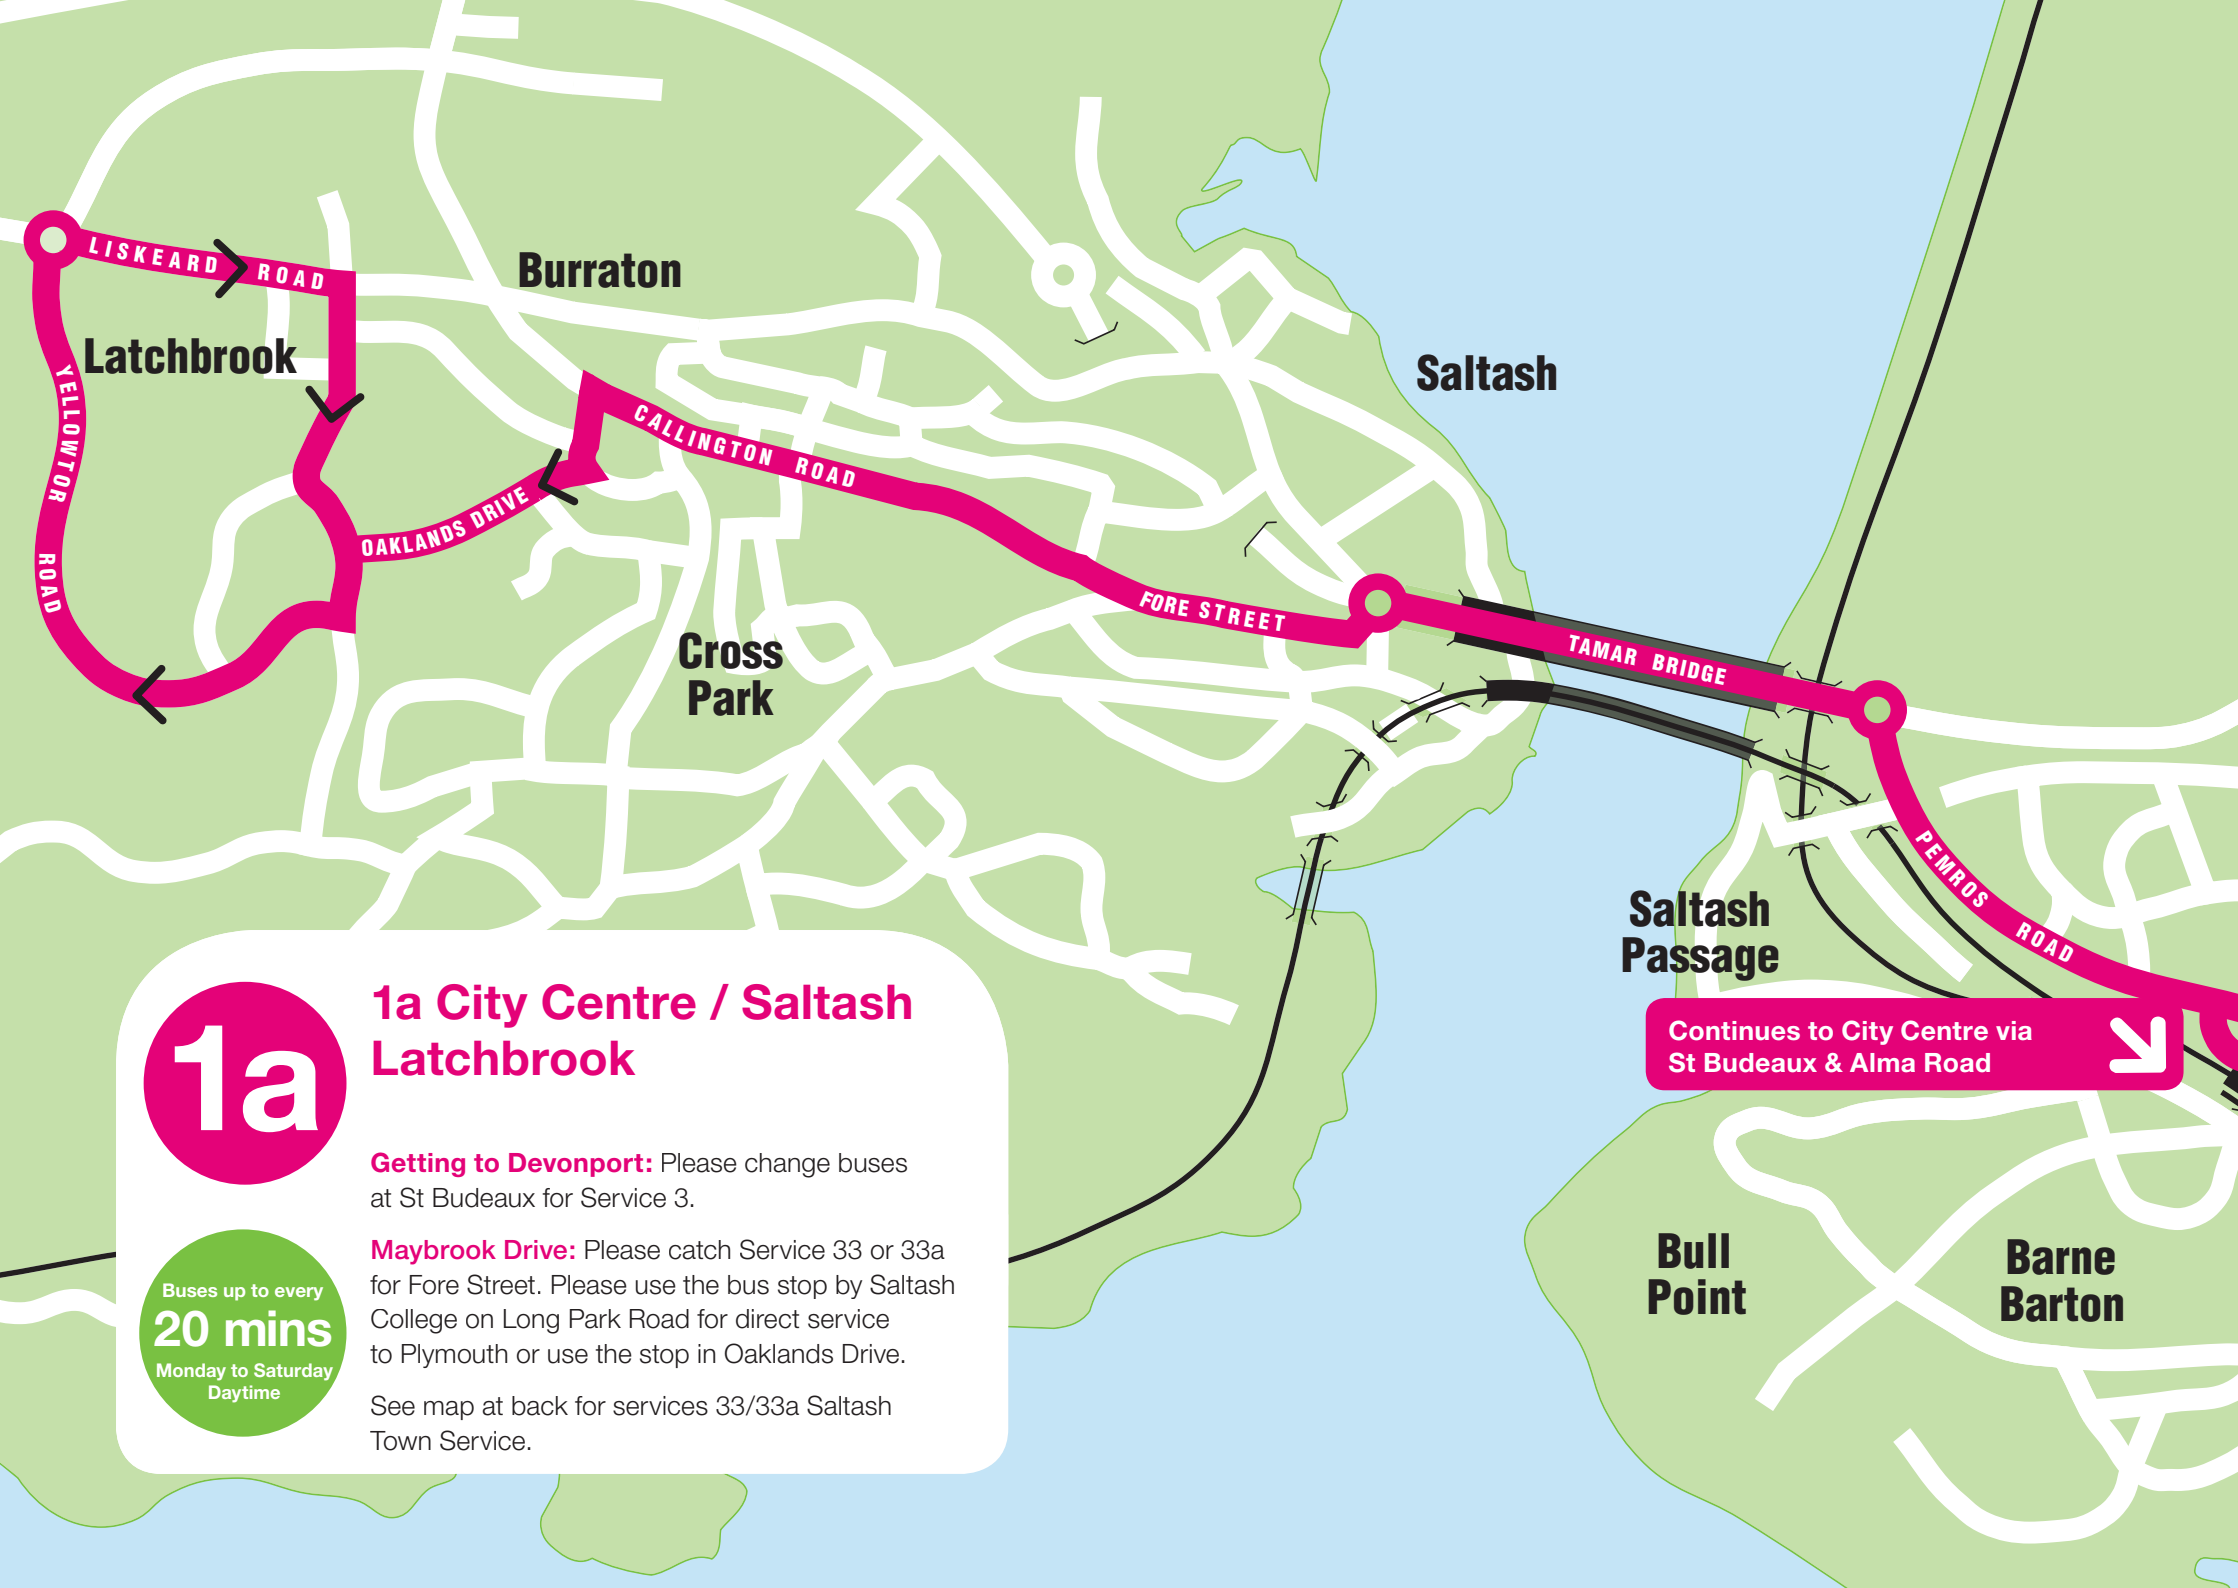 LISKEARD ROAD
Burraton
Latchbrook
Saltash
YELLOWTOR ROAD
CALLINGTON ROAD
OAKLANDS DRIVE
FORE STREET
Cross
Park
TAMAR BRIDGE
PEMROS ROAD
Saltash
Passage
Continues to City Centre via
St Budeaux & Alma Road
Bull
Point
Barne
Barton
1a
1a City Centre / Saltash
Latchbrook
Getting to Devonport: Please change buses
at St Budeaux for Service 3.
Maybrook Drive: Please catch Service 33 or 33a
for Fore Street. Please use the bus stop by Saltash
College on Long Park Road for direct service
to Plymouth or use the stop in Oaklands Drive.
See map at back for services 33/33a Saltash
Town Service.
Buses up to every
20 mins
Monday to Saturday
Daytime